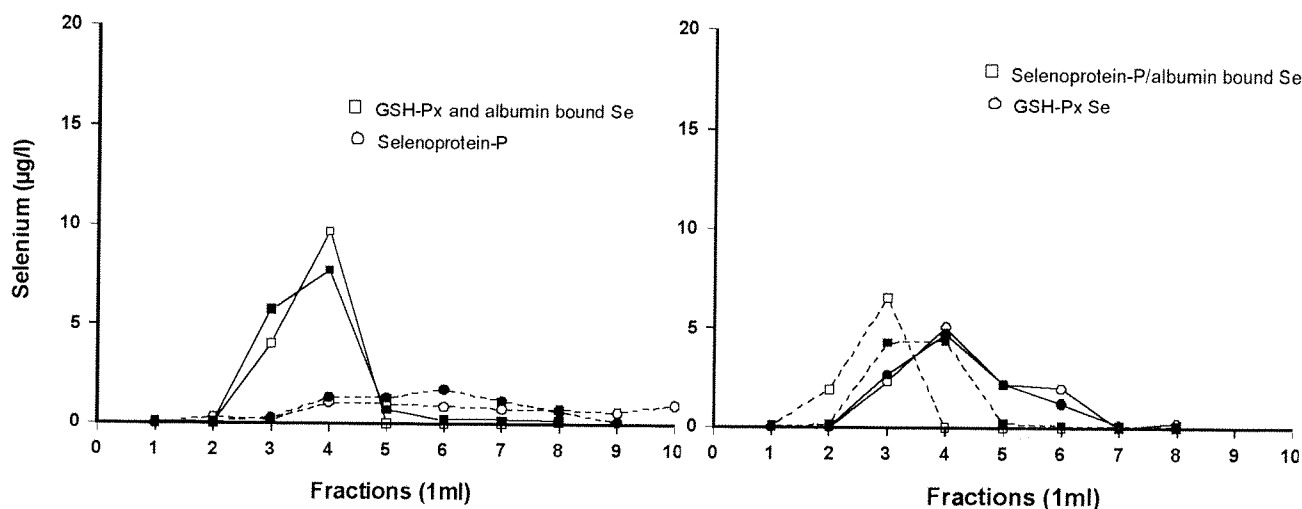 20
15
10
5
0
Selenium (µg/l)
GSH-Px and albumin bound Se
Selenoprotein-P
0 1 2 3 4 5 6 7 8 9 10
Fractions (1ml)
20
15
10
5
0
Selenoprotein-P/albumin bound Se
GSH-Px Se
0 1 2 3 4 5 6 7 8 9 10
Fractions (1ml)